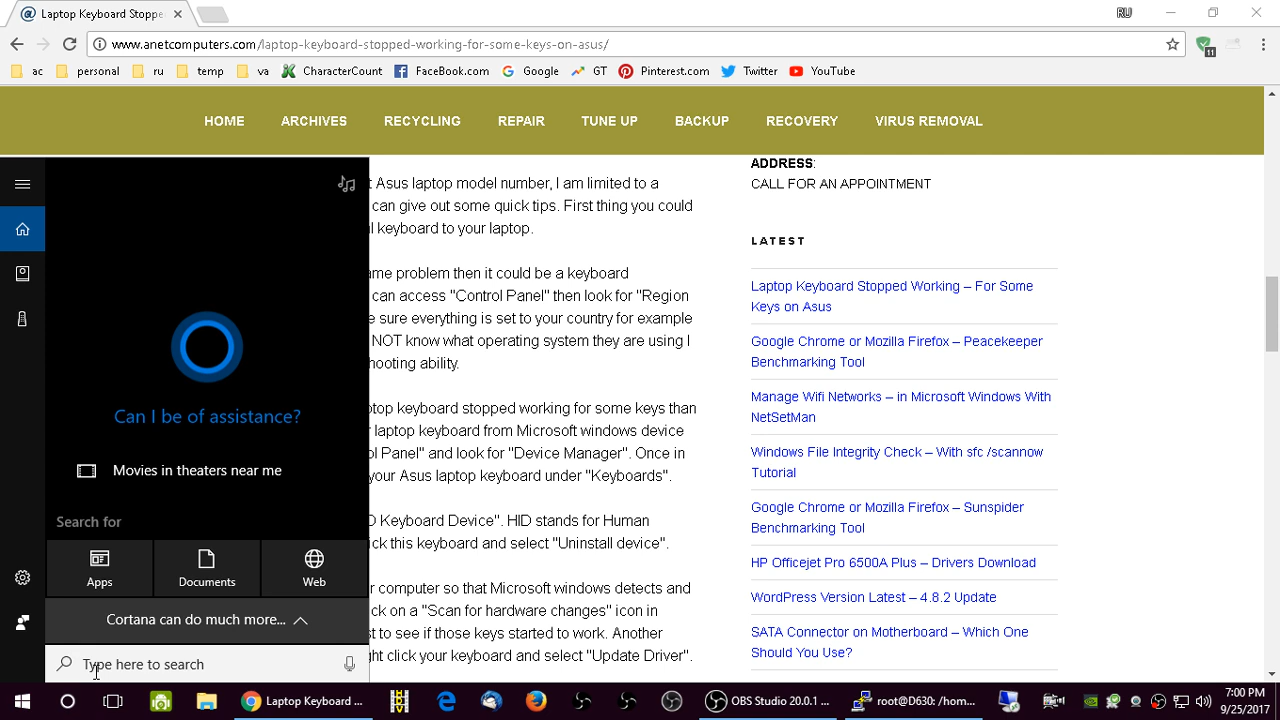 Laptop Keyboard Stoppe
RU
www.anetcomputers.com/laptop-keyboard-stopped-working-for-some-keys-on-asus/
11
ac personal ru temp va CharacterCount FaceBook.com Google GT Pinterest.com Twitter YouTube
HOME ARCHIVES RECYCLING REPAIR TUNE UP BACKUP RECOVERY VIRUS REMOVAL
Can I be of assistance?
Movies in theaters near me
Search for
Apps Documents Web
Cortana can do much more...
Type here to search
t Asus laptop model number, I am limited to a
can give out some quick tips. First thing you could
l keyboard to your laptop.
ame problem then it could be a keyboard
can access "Control Panel" then look for "Region
e sure everything is set to your country for example
NOT know what operating system they are using I
hooting ability.
ptop keyboard stopped working for some keys than
r laptop keyboard from Microsoft windows device
ol Panel" and look for "Device Manager". Once in
your Asus laptop keyboard under "Keyboards".
D Keyboard Device". HID stands for Human
ick this keyboard and select "Uninstall device".
r computer so that Microsoft windows detects and
ck on a "Scan for hardware changes" icon in
st to see if those keys started to work. Another
ght click your keyboard and select "Update Driver".
ADDRESS:
CALL FOR AN APPOINTMENT
LATEST
Laptop Keyboard Stopped Working – For Some
Keys on Asus
Google Chrome or Mozilla Firefox – Peacekeeper
Benchmarking Tool
Manage Wifi Networks – in Microsoft Windows With
NetSetMan
Windows File Integrity Check – With sfc /scannow
Tutorial
Google Chrome or Mozilla Firefox – Sunspider
Benchmarking Tool
HP Officejet Pro 6500A Plus – Drivers Download
WordPress Version Latest – 4.8.2 Update
SATA Connector on Motherboard – Which One
Should You Use?
Laptop Keyboard ... OBS Studio 20.0.1 ... root@D630: /hom...
7:00 PM
9/25/2017